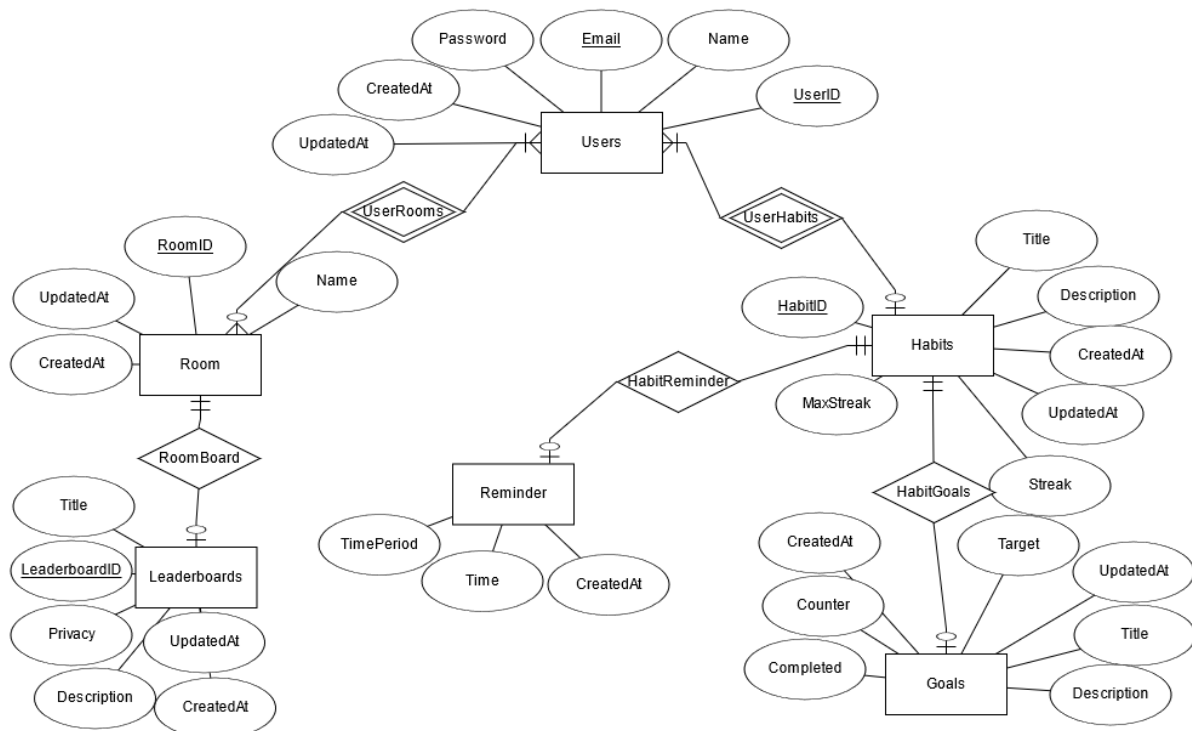 Password
Email
Name
CreatedAt
UserID
UpdatedAt
Users
UserRooms
UserHabits
RoomID
Name
Title
UpdatedAt
HabitID
Description
CreatedAt
Room
Habits
CreatedAt
HabitReminder
MaxStreak
UpdatedAt
RoomBoard
Reminder
HabitGoals
Streak
Title
TimePeriod
CreatedAt
Target
LeaderboardID
Leaderboards
Time
CreatedAt
UpdatedAt
Counter
Privacy
UpdatedAt
Title
Completed
Goals
Description
Description
CreatedAt